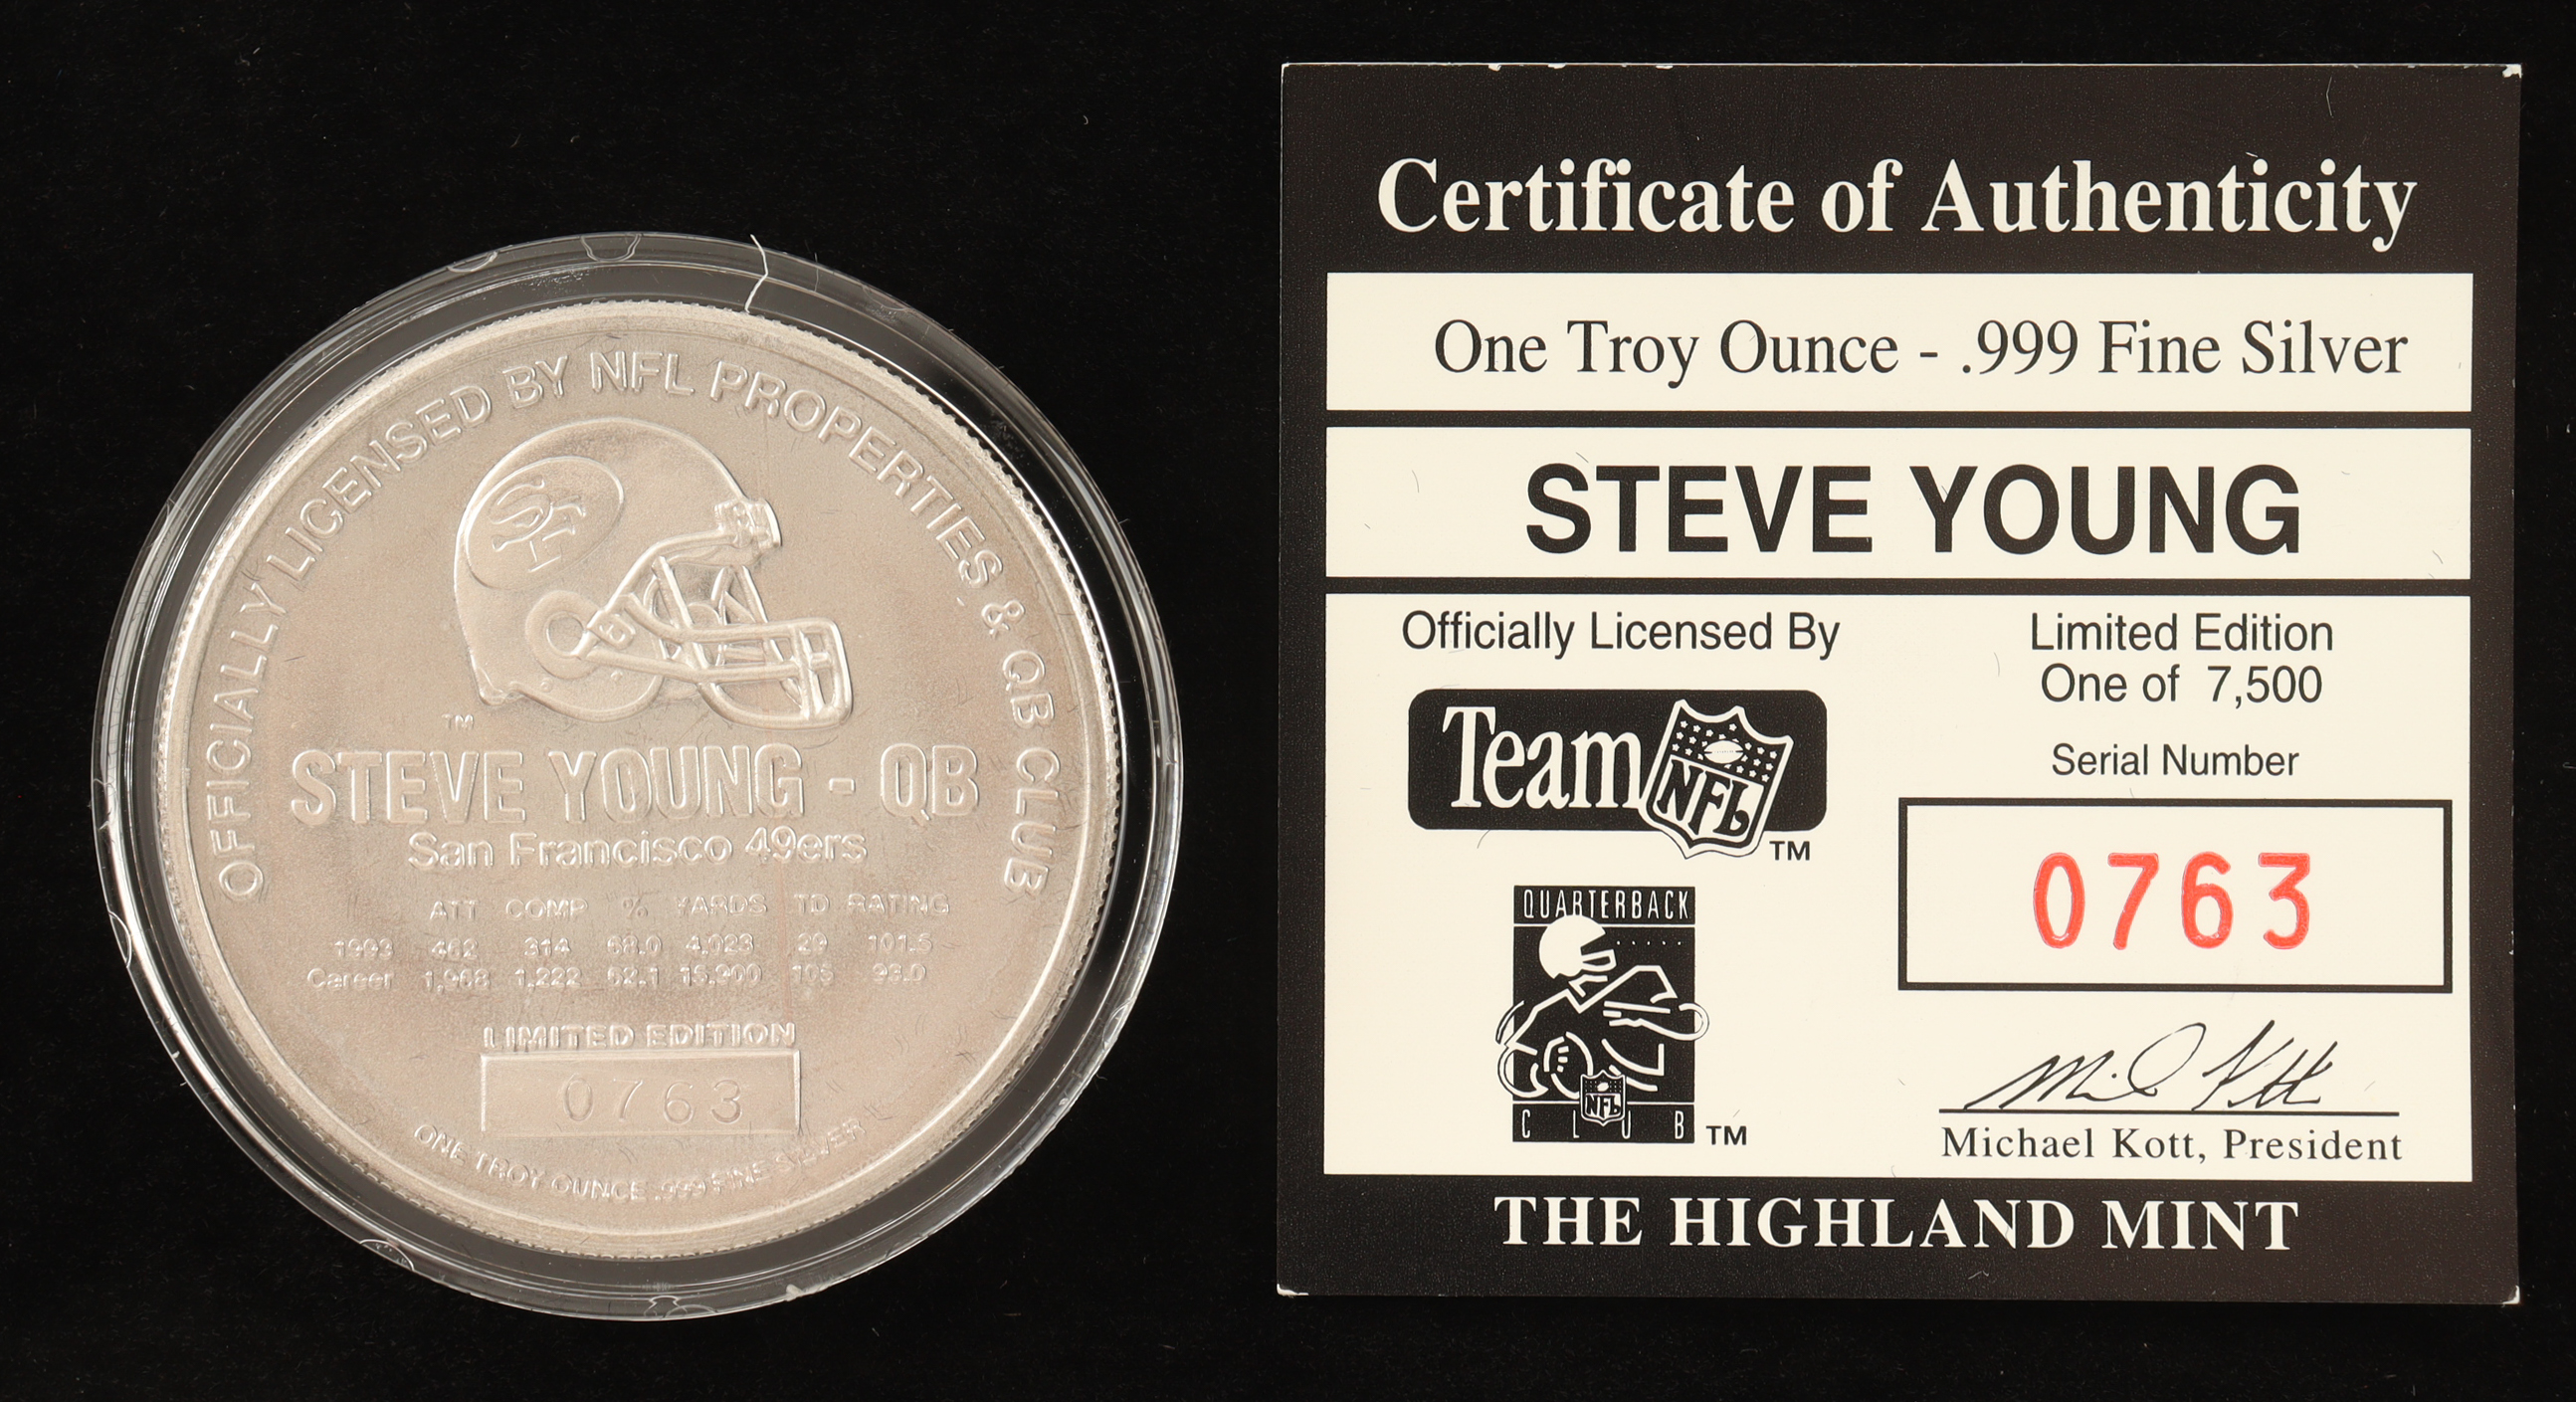 OFFICIALLY LICENSED BY NFL PROPERTIES & QB CLUB
SF
TM
STEVE YOUNG - QB
San Francisco 49ers
ATT COMP % YARDS TD RATING
1993 462 314 68.0 4,023 29 101.5
Career 1,968 1,222 62.1 15,900 105 93.0
LIMITED EDITION
0763
ONE TROY OUNCE .999 FINE SILVER
Certificate of Authenticity
One Troy Ounce - .999 Fine Silver
STEVE YOUNG
Officially Licensed By
Team NFL TM
QUARTERBACK
NFL
CLUB TM
Limited Edition
One of 7,500
Serial Number
0763
Michael Kott, President
THE HIGHLAND MINT